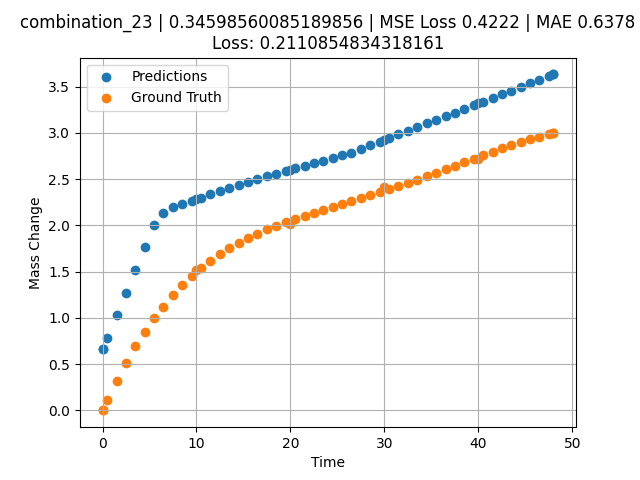 combination_23 | 0.34598560085189856 | MSE Loss 0.4222 | MAE 0.6378
Loss: 0.2110854834318161
Predictions
Ground Truth
3.5
3.0
2.5
2.0
1.5
1.0
0.5
0.0
Mass Change
0 10 20 30 40 50
Time